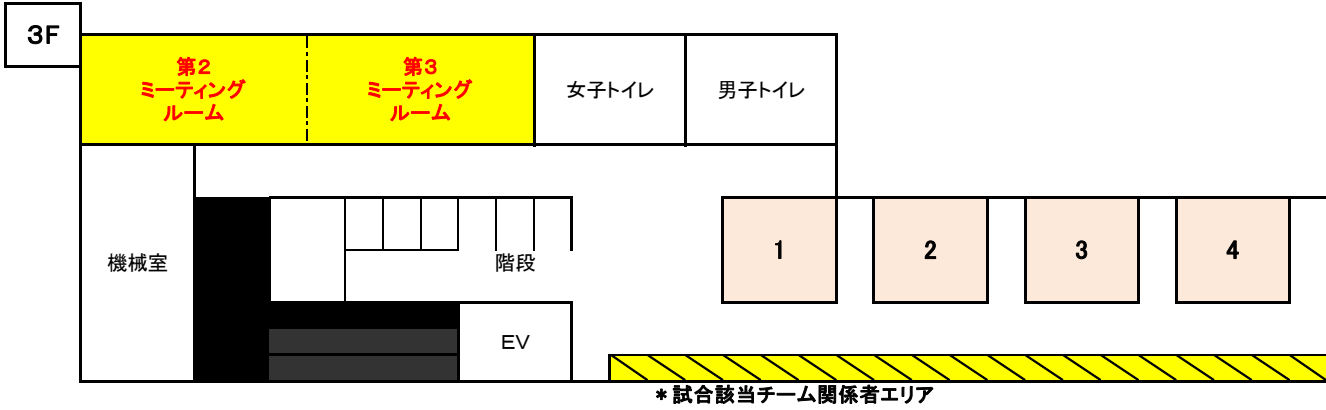 ３F
第２
ミーティング
ルーム
第３
ミーティング
ルーム
女子トイレ
男子トイレ
機械室
階段
1
2
3
4
EV
＊試合該当チーム関係者エリア